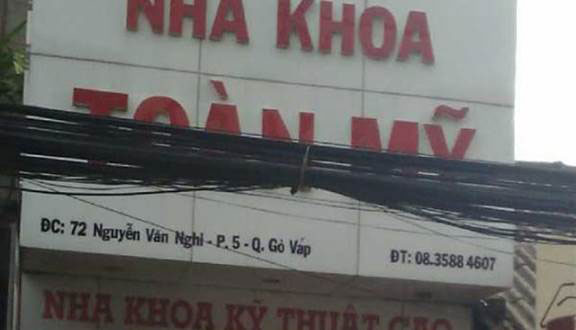 NHA KHOA
TOÀN MỸ
ĐC: 72 Nguyễn Văn Nghi - P. 5 - Q. Gò Vấp
ĐT: 08.3588 4607
NHA KHOA KỸ THUẬT CAO